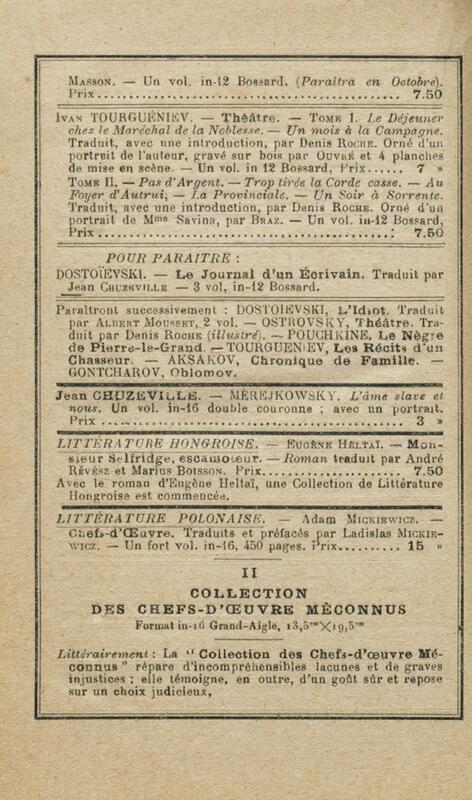 MASSON. — Un vol. in-12 Bossard. (Paraîtra en Octobre).
Prix................................................ 7.50
IVAN TOURGUÉNIEV. — Théâtre. — TOME I. Le Déjeuner
chez le Maréchal de la Noblesse. — Un mois à la Campagne.
Traduit, avec une introduction, par Denis ROCHE. Orné d'un
portrait de l'auteur, gravé sur bois par OUVRÉ et 4 planches
de mise en scène. — Un vol. in 12 Bossard, Prix...... 7 »
TOME II. — Pas d'Argent. — Trop tirée la Corde casse. — Au
Foyer d'Autrui, — La Provinciale. — Un Soir à Sorrente.
Traduit, avec une introduction, par Denis ROCHE. Orné d'un
portrait de Mme Savina, par BRAZ. — Un vol. in-12 Bossard,
Prix................................................ 7.50
POUR PARAITRE :
DOSTOÏEVSKI. — Le Journal d'un Écrivain. Traduit par
Jean CHUZEVILLE — 3 vol, in-12 Bossard.
Paraîtront successivement : DOSTOIEVSKI, L'Idiot. Traduit
par ALBERT MOUSSET, 2 vol. — OSTROVSKY, Théâtre. Tra-
duit par Denis ROCHE (illustré). — POUCHKINE, Le Nègre
de Pierre-le-Grand. — TOURGUENIEV, Les Récits d'un
Chasseur. — AKSAKOV, Chronique de Famille. —
GONTCHAROV, Oblomov.
Jean CHUZEVILLE. — MÉREJKOWSKY. L'âme slave et
nous. Un vol. in-16 double couronne ; avec un portrait.
Prix ............................................... 3 »
LITTÉRATURE HONGROISE. — EUGÈNE HELTAÏ. — Mon-
sieur Selfridge, escamoteur. — Roman traduit par André
RÉVÉSZ et Marius BOISSON. Prix...................... 7.50
Avec le roman d'Eugène Heltaï, une Collection de Littérature
Hongroise est commencée.
LITTÉRATURE POLONAISE. — Adam MICKIEWICZ. —
Chefs-d'Œuvre. Traduits et préfacés par Ladislas MICKIE-
WICZ. — Un fort vol. in-16, 450 pages. Prix.......... 15 »
II
COLLECTION
DES CHEFS-D'ŒUVRE MÉCONNUS
Format in-16 Grand-Aigle, 13,5cm×19,5cm
Littérairement : La “ Collection des Chefs-d'œuvre Mé-
connus ” répare d'incompréhensibles lacunes et de graves
injustices ; elle témoigne, en outre, d'un goût sûr et repose
sur un choix judicieux,